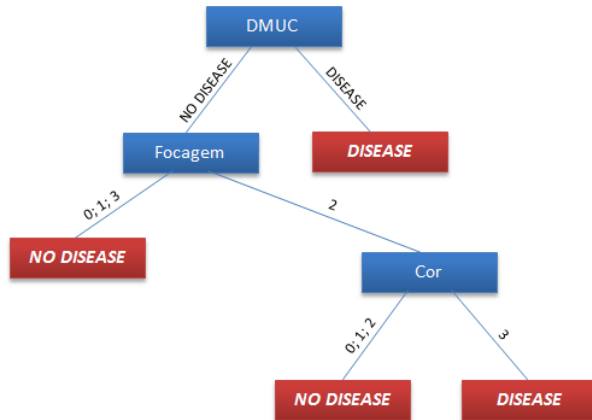 DMUC
NO DISEASE
DISEASE
Focagem
DISEASE
0; 1; 3
2
NO DISEASE
Cor
0; 1; 2
3
NO DISEASE
DISEASE